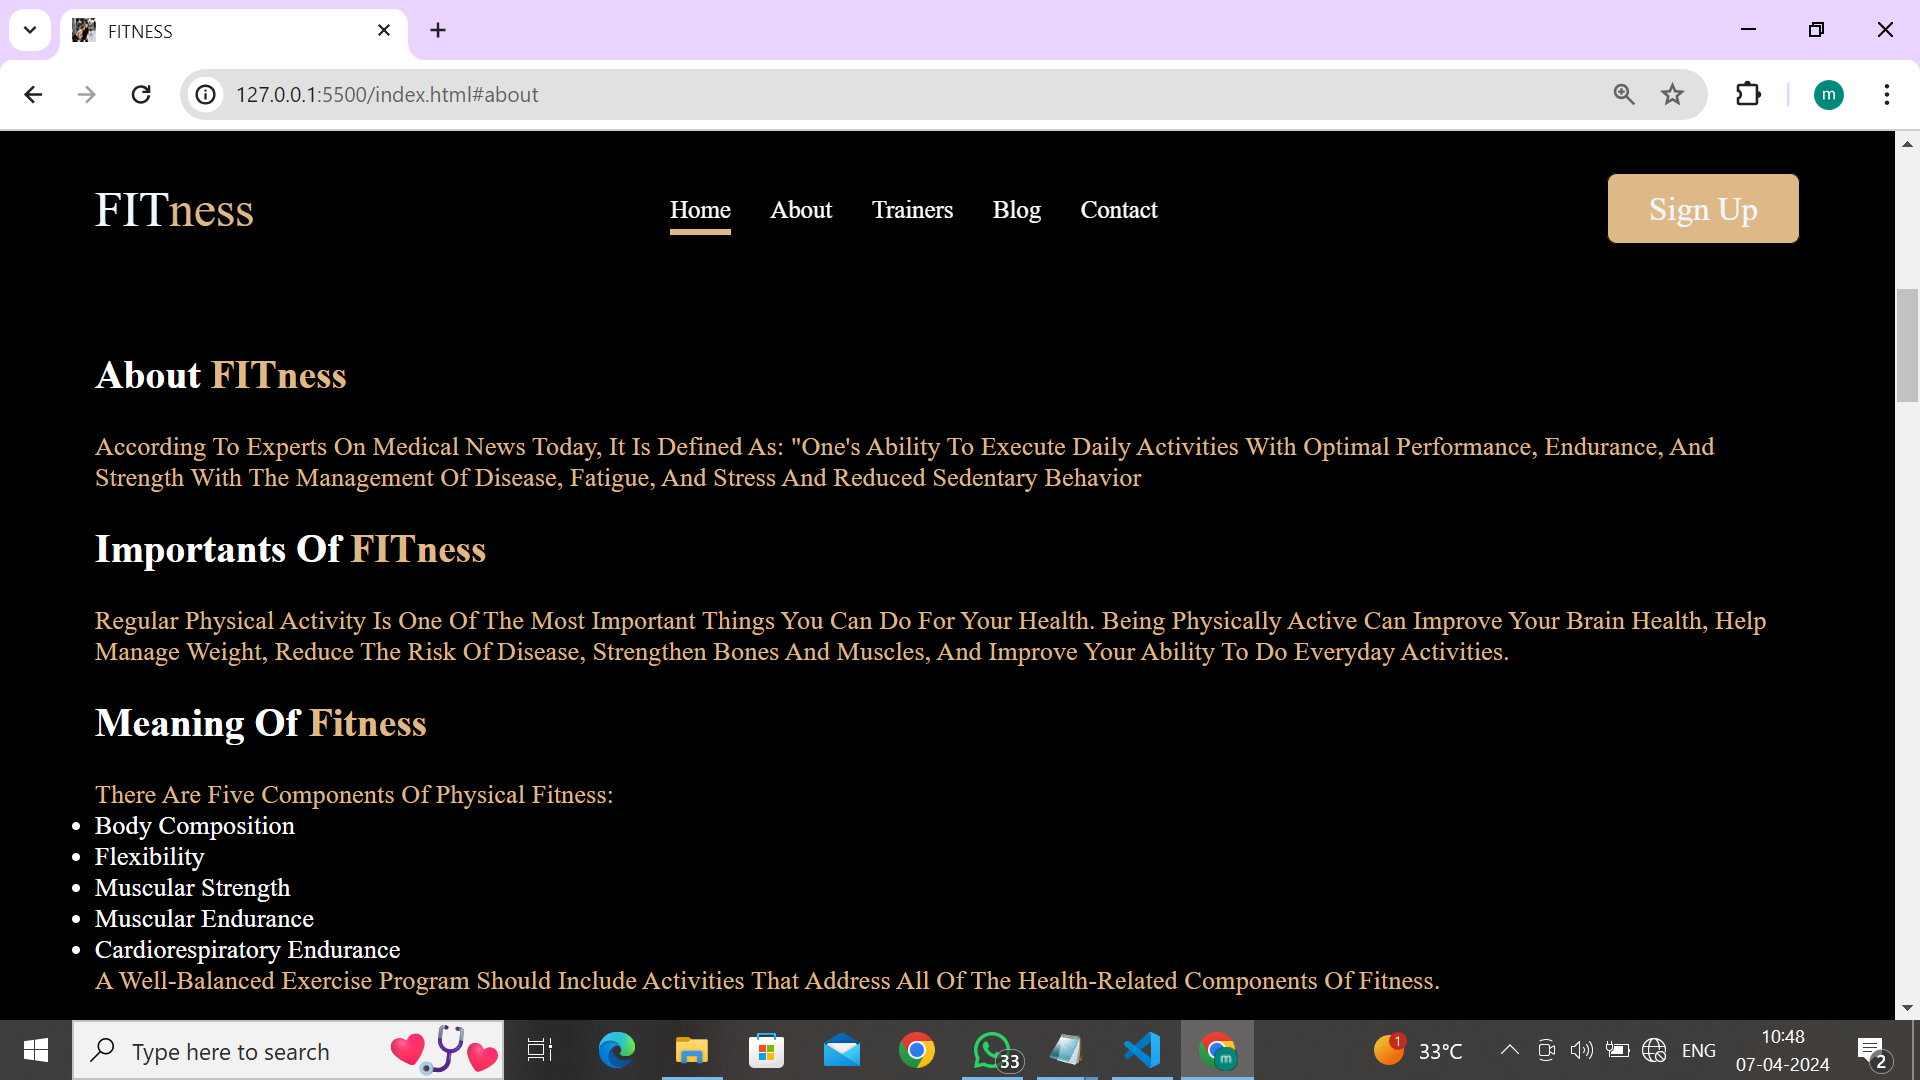 FITNESS
127.0.0.1:5500/index.html#about
m
FITness
Home About Trainers Blog Contact
Sign Up
About FITness
According To Experts On Medical News Today, It Is Defined As: "One's Ability To Execute Daily Activities With Optimal Performance, Endurance, And
Strength With The Management Of Disease, Fatigue, And Stress And Reduced Sedentary Behavior
Importants Of FITness
Regular Physical Activity Is One Of The Most Important Things You Can Do For Your Health. Being Physically Active Can Improve Your Brain Health, Help
Manage Weight, Reduce The Risk Of Disease, Strengthen Bones And Muscles, And Improve Your Ability To Do Everyday Activities.
Meaning Of Fitness
There Are Five Components Of Physical Fitness:
• Body Composition
• Flexibility
• Muscular Strength
• Muscular Endurance
• Cardiorespiratory Endurance
A Well-Balanced Exercise Program Should Include Activities That Address All Of The Health-Related Components Of Fitness.
Type here to search
33
m
1
33°C
ENG
10:48
07-04-2024
2